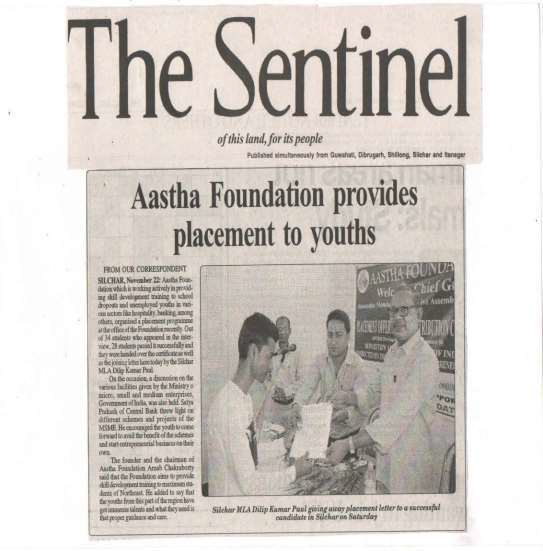 The Sentinel
of this land, for its people
Published simultaneously from Guwahati, Dibrugarh, Shillong, Silchar and Itanagar
Aastha Foundation provides
placement to youths
FROM OUR CORRESPONDENT
SILCHAR, November 22: Aastha Foun-
dation which is working actively in provid-
ing skill development training to school
dropouts and unemployed youths in vari-
ous sectors like hospitality, banking, among
others, organised a placement programme
at the office of the Foundation recently. Out
of 34 students who appeared in the inter-
view, 28 students passed it successfully and
they were handed over the certificates well
as the joining letter here today by the Silchar
MLA Dilip Kumar Paul.
On the occasion, a discussion on the
various facilities given by the Ministry o
micro, small and medium enterprises,
Government of India, was also held. Satya
Prakash of Central Bank threw light on
different schemes and projects of the
MSME. He encouraged the youth to come
forward to avail the benefit of the schemes
and start entrepreneurial business on their
own.
The founder and the chairman of
Aastha Foundation Arnab Chakraborty
said that the Foundation aims to provide
skill development training to maximum stu-
dents of Northeast. He added to say that
the youths from this part of the region have
got immense talents and what they need is
that proper guidance and care.
AASTHA FOUNDA
Chief G
PLACEMENT OFFER
Silchar MLA Dilip Kumar Paul giving away placement letter to a successful
candidate in Silchar on Saturday